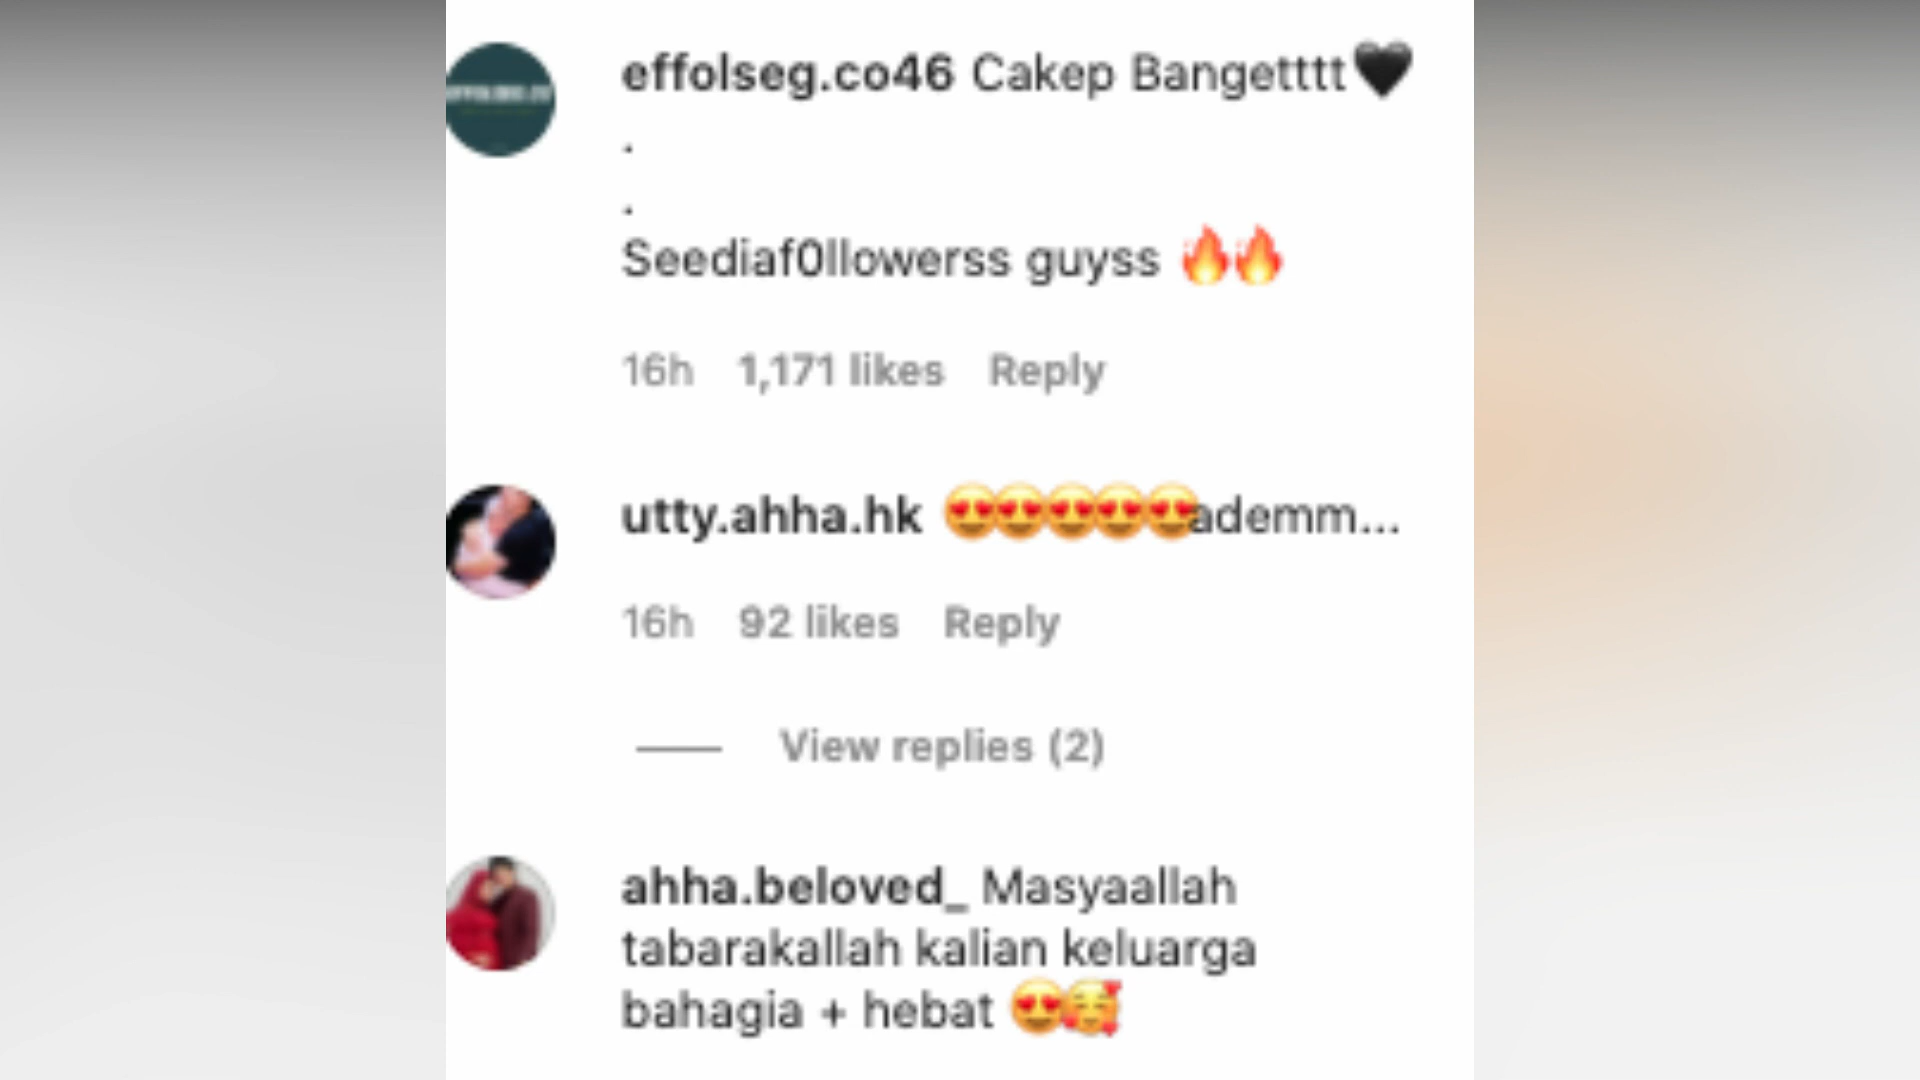 effolseg.co46 Cakep Bangetttt🖤
.
.
Seediaf0llowerss guyss 🔥🔥
16h 1,171 likes Reply
utty.ahha.hk 😍😍😍😍😍ademm...
16h 92 likes Reply
View replies (2)
ahha.beloved_ Masyaallah
tabarakallah kalian keluarga
bahagia + hebat 😍🥰